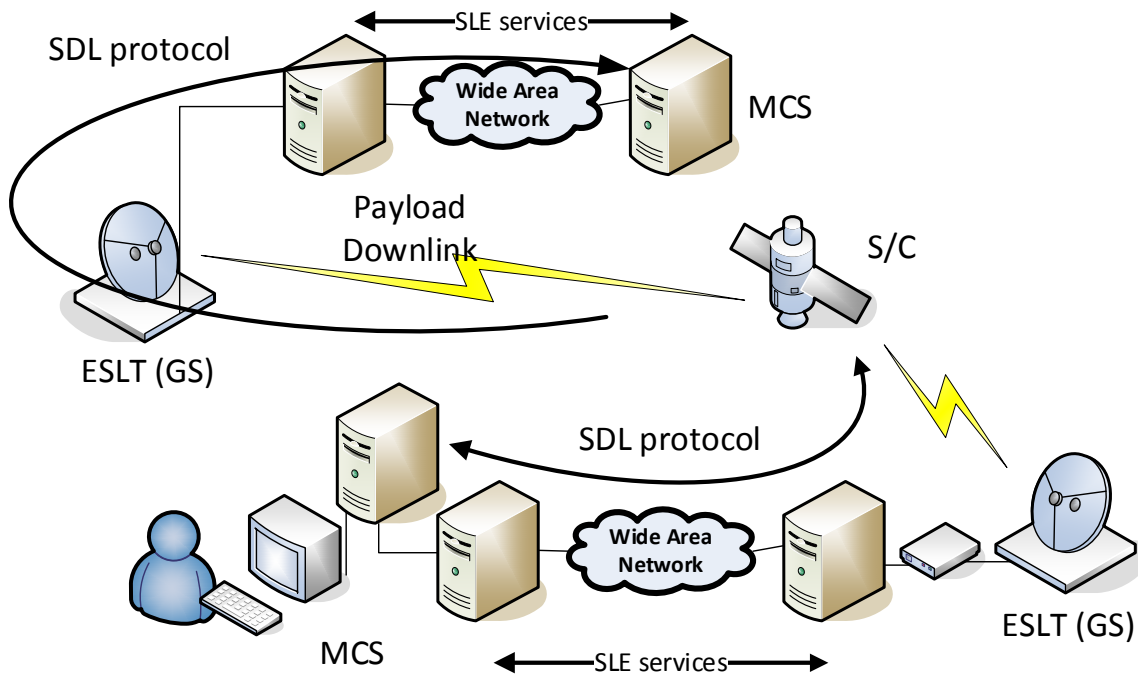 SLE services
SDL protocol
Wide Area
Network
MCS
Payload
Downlink
S/C
ESLT (GS)
SDL protocol
Wide Area
Network
ESLT (GS)
MCS
SLE services